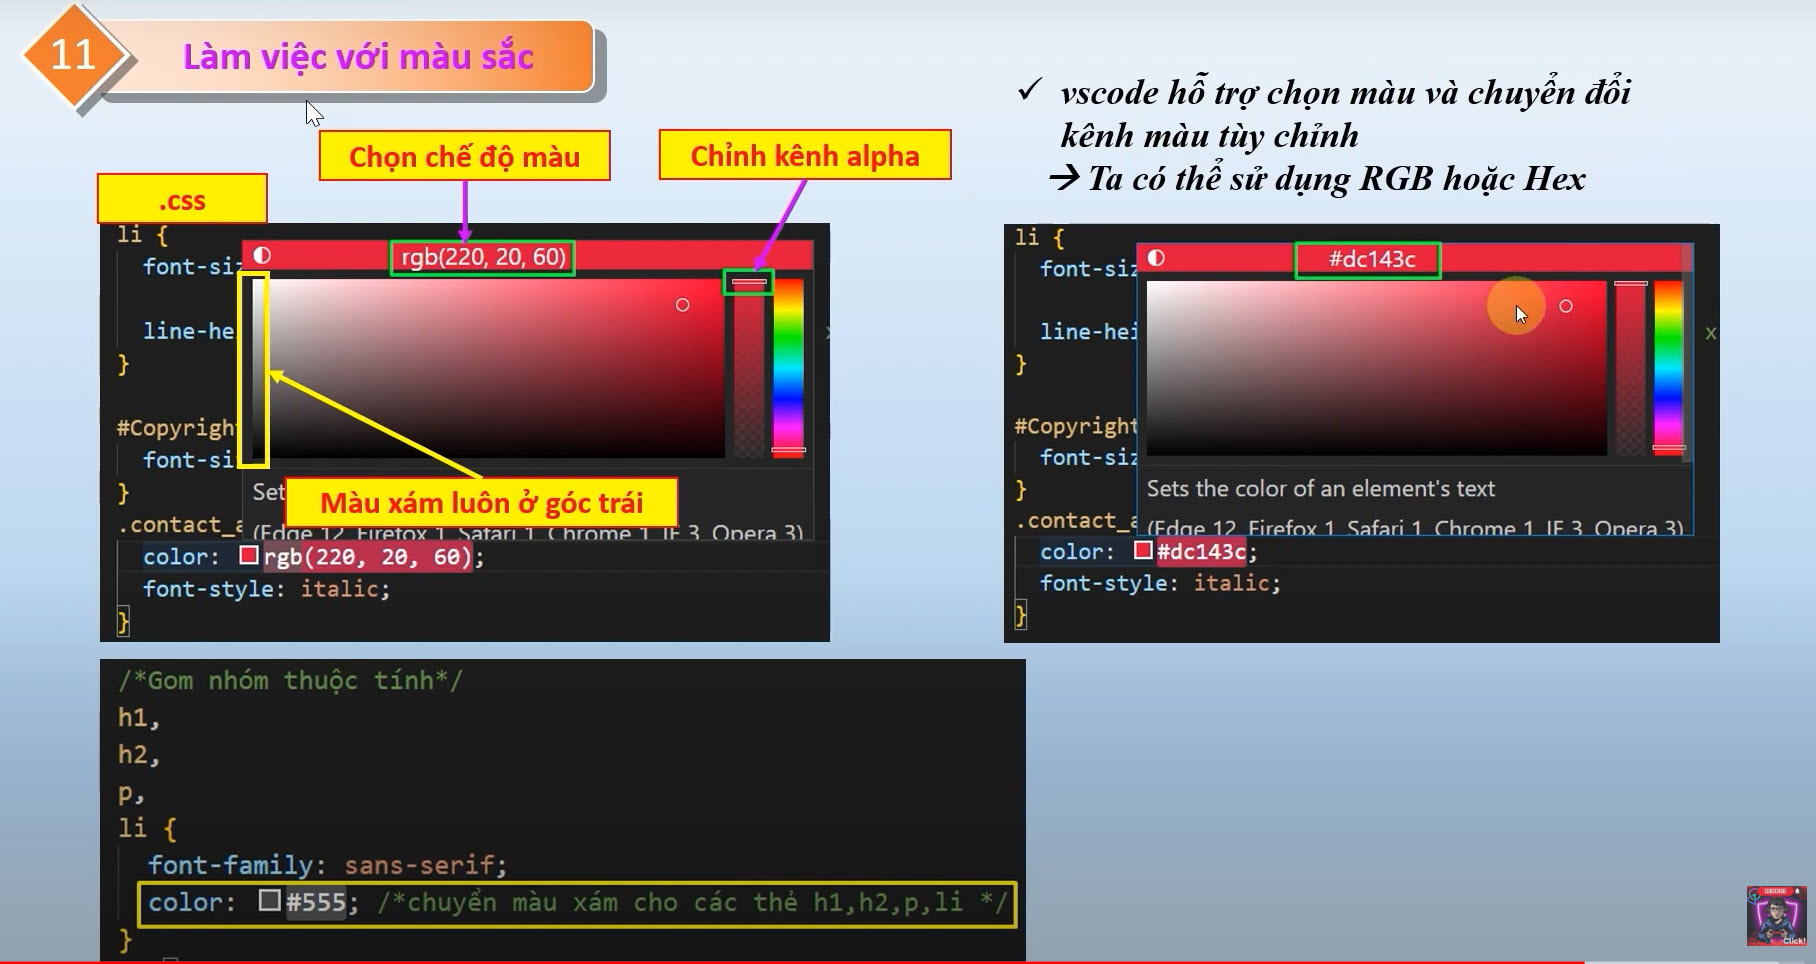 11
Làm việc với màu sắc
✓ vscode hỗ trợ chọn màu và chuyển đổi
kênh màu tùy chỉnh
→ Ta có thể sử dụng RGB hoặc Hex
Chọn chế độ màu
Chỉnh kênh alpha
.css
li {
rgb(220, 20, 60)
font-siz
line-he
}
#Copyright
font-si
}
Set
Màu xám luôn ở góc trái
.contact_a
(Edge 12, Firefox 1, Safari 1, Chrome 1, IE 3, Opera 3)
color: rgb(220, 20, 60);
font-style: italic;
}
li {
#dc143c
font-siz
line-hei
x
}
#Copyright
font-siz
}
Sets the color of an element's text
.contact_a
(Edge 12, Firefox 1, Safari 1, Chrome 1, IE 3, Opera 3)
color: #dc143c;
font-style: italic;
}
/*Gom nhóm thuộc tính*/
h1,
h2,
p,
li {
font-family: sans-serif;
color: #555; /*chuyển màu xám cho các thẻ h1,h2,p,li */
}
SUBSCRIBE
Click!